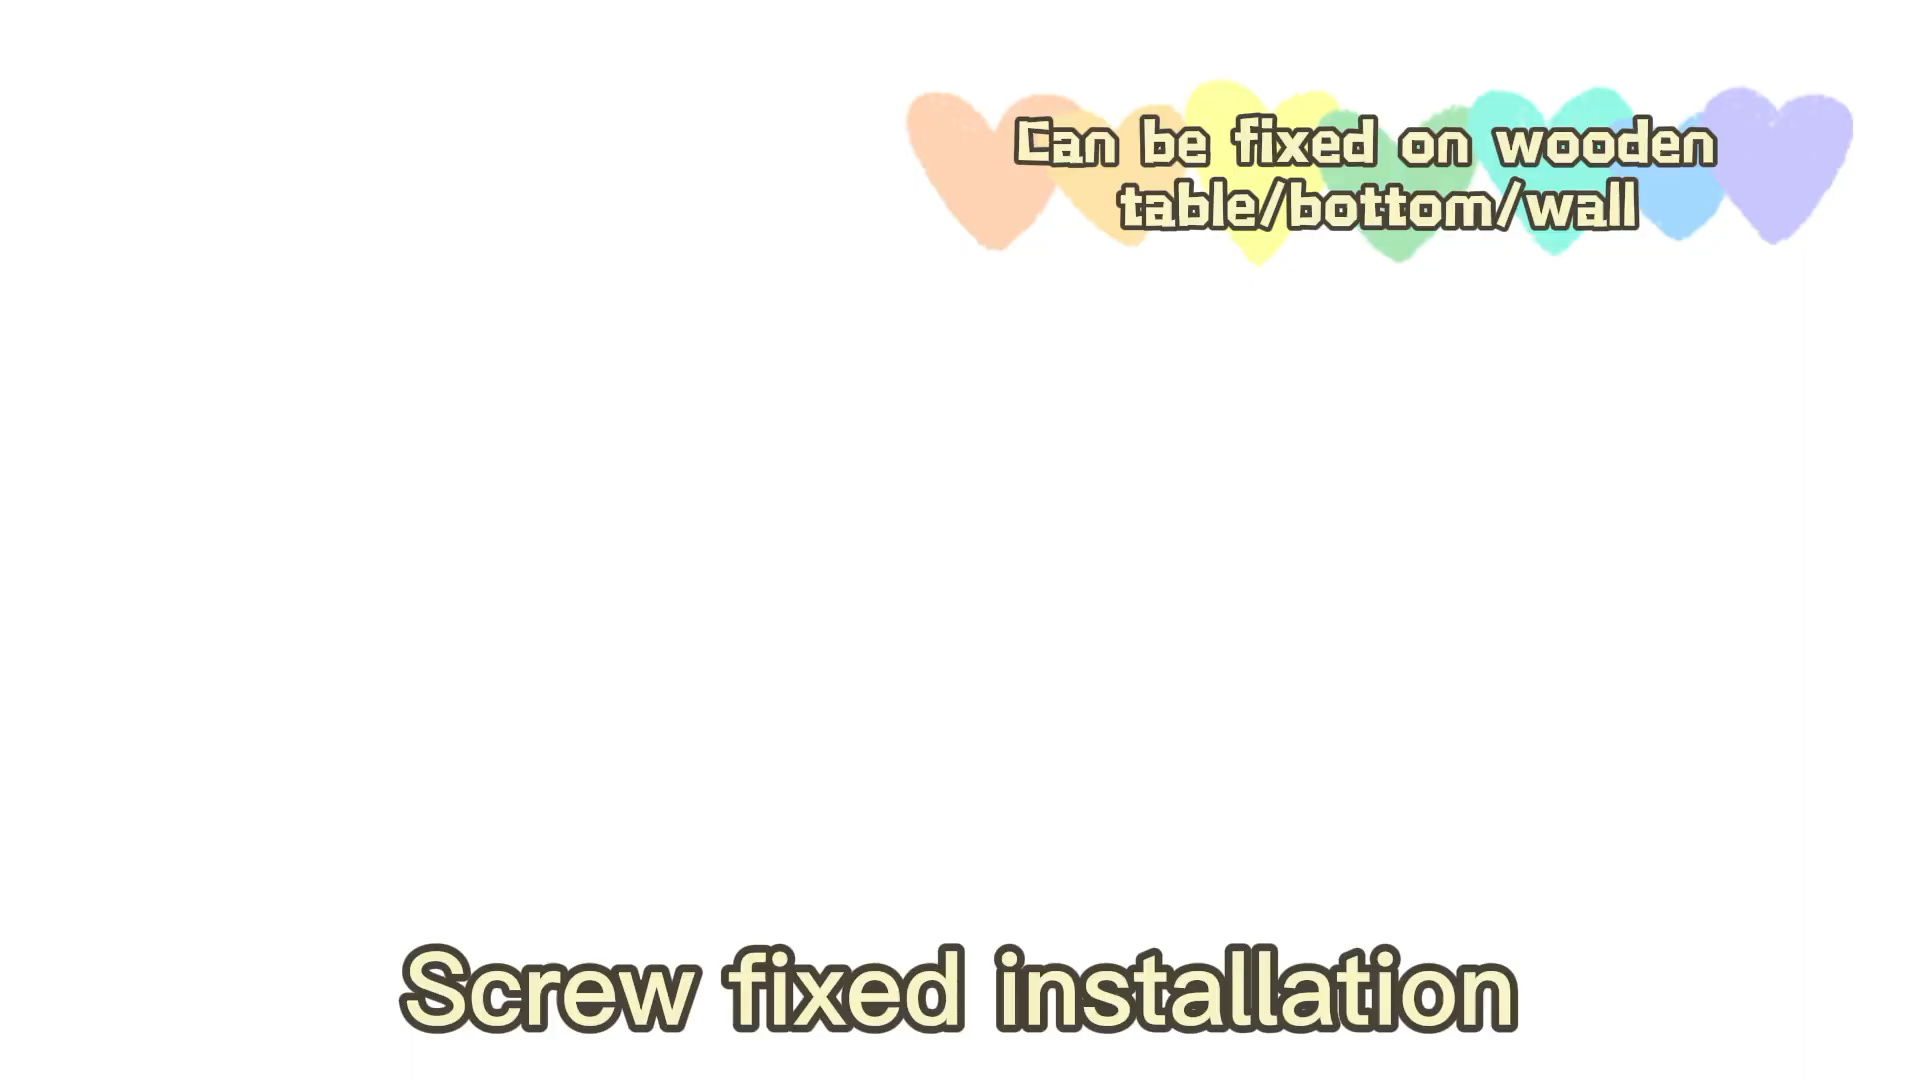 Can be fixed on wooden
table/bottom/wall
Screw fixed installation